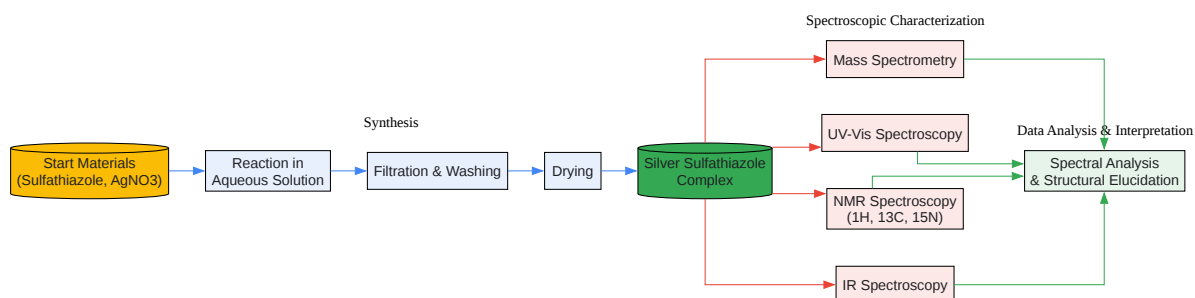 Spectroscopic Characterization
Mass Spectrometry
Synthesis
UV-Vis Spectroscopy
Data Analysis & Interpretation
Start Materials
(Sulfathiazole, AgNO3)
Reaction in
Aqueous Solution
Filtration & Washing
Drying
Silver Sulfathiazole
Complex
Spectral Analysis
& Structural Elucidation
NMR Spectroscopy
(1H, 13C, 15N)
IR Spectroscopy